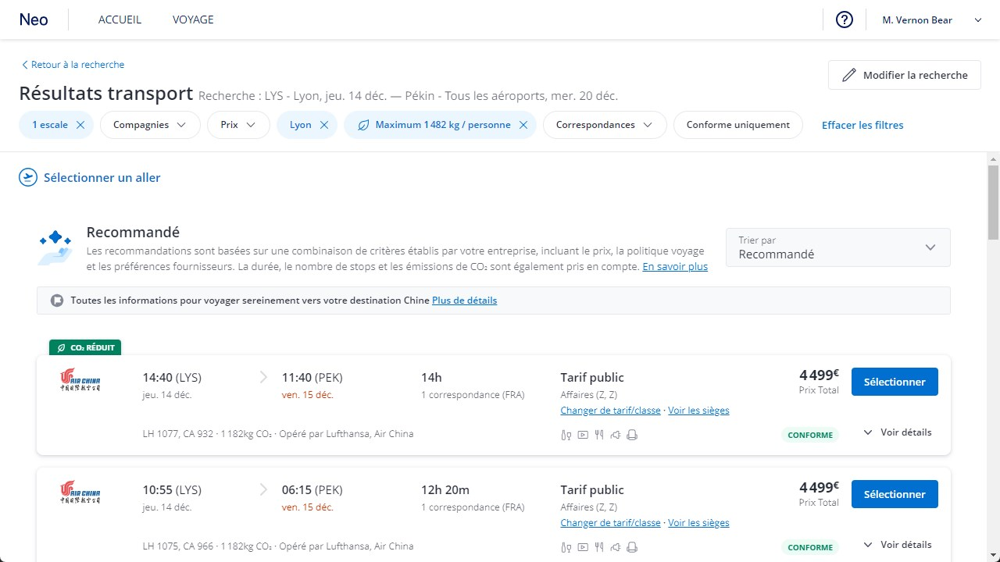 Neo
ACCUEIL
VOYAGE
M. Vernon Bear
Retour à la recherche
Modifier la recherche
Résultats transport Recherche : LYS - Lyon, jeu. 14 déc. — Pékin - Tous les aéroports, mer. 20 déc.
1 escale
Compagnies
Prix
Lyon
Maximum 1 482 kg / personne
Correspondances
Conforme uniquement
Effacer les filtres
Sélectionner un aller
Recommandé
Les recommandations sont basées sur une combinaison de critères établis par votre entreprise, incluant le prix, la politique voyage
et les préférences fournisseurs. La durée, le nombre de stops et les émissions de CO₂ sont également pris en compte. En savoir plus
Trier par
Recommandé
Toutes les informations pour voyager sereinement vers votre destination Chine Plus de détails
CO₂ RÉDUIT
AIR CHINA
中国国际航空公司
14:40 (LYS)
jeu. 14 déc.
11:40 (PEK)
ven. 15 déc.
14h
1 correspondance (FRA)
Tarif public
Affaires (Z, Z)
Changer de tarif/classe · Voir les sièges
4 499€
Prix Total
Sélectionner
LH 1077, CA 932 · 1 182kg CO₂ · Opéré par Lufthansa, Air China
CONFORME
Voir détails
AIR CHINA
中国国际航空公司
10:55 (LYS)
jeu. 14 déc.
06:15 (PEK)
ven. 15 déc.
12h 20m
1 correspondance (FRA)
Tarif public
Affaires (Z, Z)
Changer de tarif/classe · Voir les sièges
4 499€
Prix Total
Sélectionner
LH 1075, CA 966 · 1 182kg CO₂ · Opéré par Lufthansa, Air China
CONFORME
Voir détails